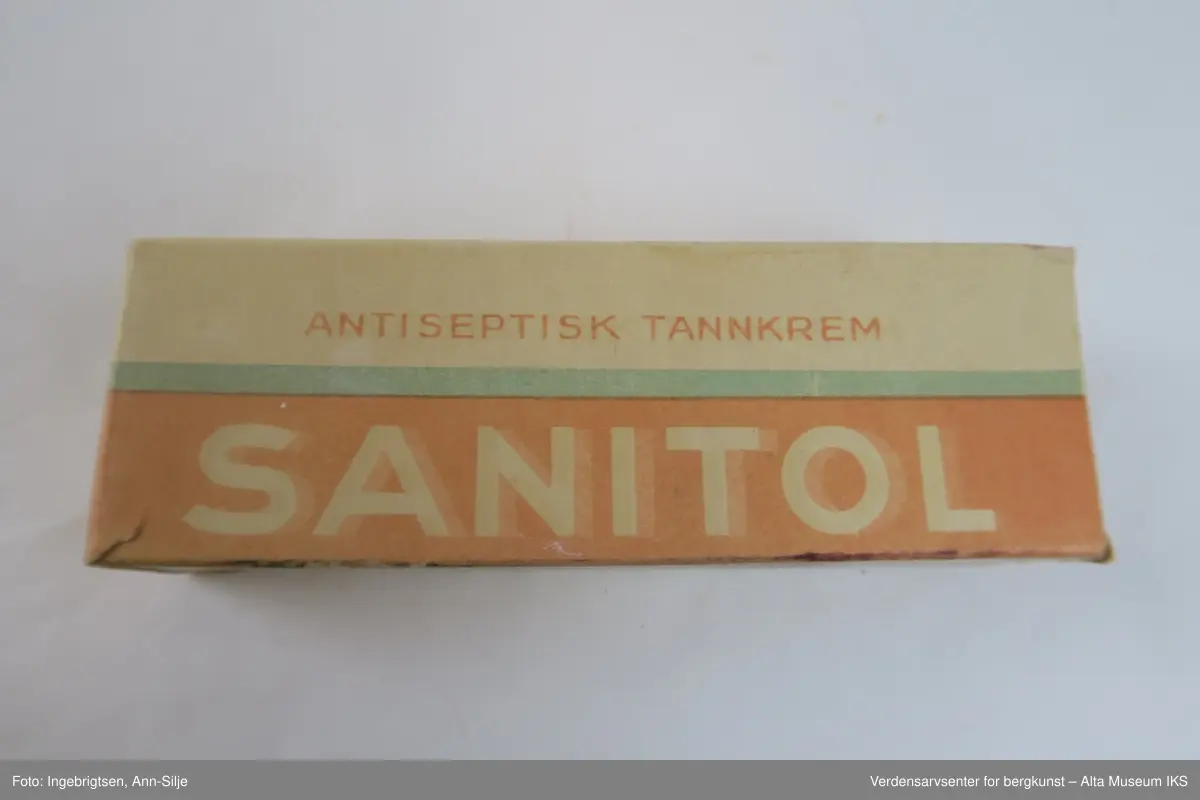 ANTISEPTISK TANNKREM
SANITOL
Foto: Ingebrigtsen, Ann-Silje
Verdensarvsenter for bergkunst – Alta Museum IKS